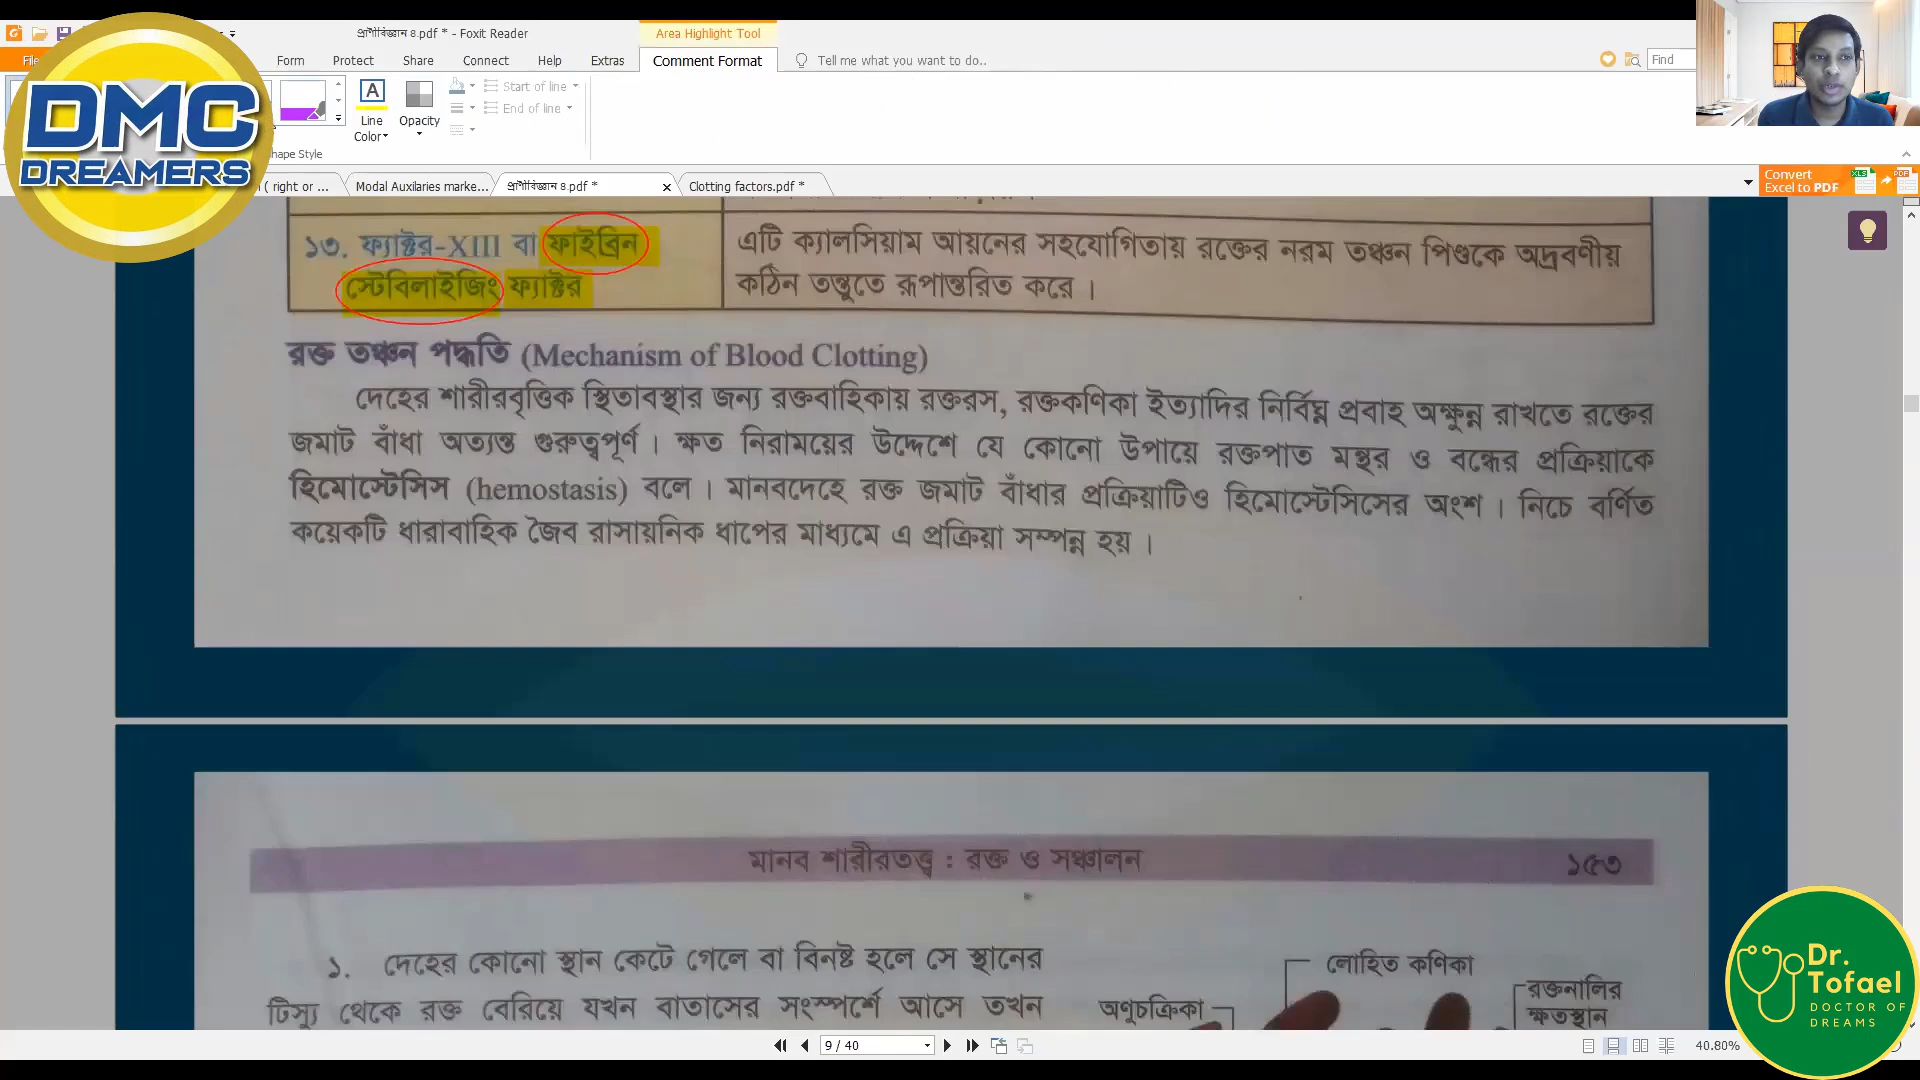 প্রাণীবিজ্ঞান ৪.pdf * - Foxit Reader
Area Highlight Tool
Form Protect Share Connect Help Extras Comment Format Tell me what you want to do.. Find
Line Color
Opacity
Start of line
End of line
DMC
DREAMERS
( right or ... Modal Auxilaries marke... প্রাণীবিজ্ঞান ৪.pdf * Clotting factors.pdf *
Convert
Excel to PDF
১৩. ফ্যাক্টর-XIII বা ফাইব্রিন
স্টেবিলাইজিং ফ্যাক্টর
এটি ক্যালসিয়াম আয়নের সহযোগিতায় রক্তের নরম তঞ্চন পিণ্ডকে অদ্রবণীয়
কঠিন তন্তুতে রূপান্তরিত করে ।
রক্ত তঞ্চন পদ্ধতি (Mechanism of Blood Clotting)
দেহের শারীরবৃত্তিক স্থিতাবস্থার জন্য রক্তবাহিকায় রক্তরস, রক্তকণিকা ইত্যাদির নির্বিঘ্ন প্রবাহ অক্ষুন্ন রাখতে রক্তের
জমাট বাঁধা অত্যন্ত গুরুত্বপূর্ণ । ক্ষত নিরাময়ের উদ্দেশে যে কোনো উপায়ে রক্তপাত মন্থর ও বন্ধের প্রক্রিয়াকে
হিমোস্টেসিস (hemostasis) বলে । মানবদেহে রক্ত জমাট বাঁধার প্রক্রিয়াটিও হিমোস্টেসিসের অংশ । নিচে বর্ণিত
কয়েকটি ধারাবাহিক জৈব রাসায়নিক ধাপের মাধ্যমে এ প্রক্রিয়া সম্পন্ন হয় ।
মানব শারীরতত্ত্ব : রক্ত ও সঞ্চালন ১৫৩
১. দেহের কোনো স্থান কেটে গেলে বা বিনষ্ট হলে সে স্থানের
টিস্যু থেকে রক্ত বেরিয়ে যখন বাতাসের সংস্পর্শে আসে তখন
লোহিত কণিকা
অণুচক্রিকা
রক্তনালির
ক্ষতস্থান
Dr.
Tofael
DOCTOR OF
DREAMS
9 / 40
40.80%